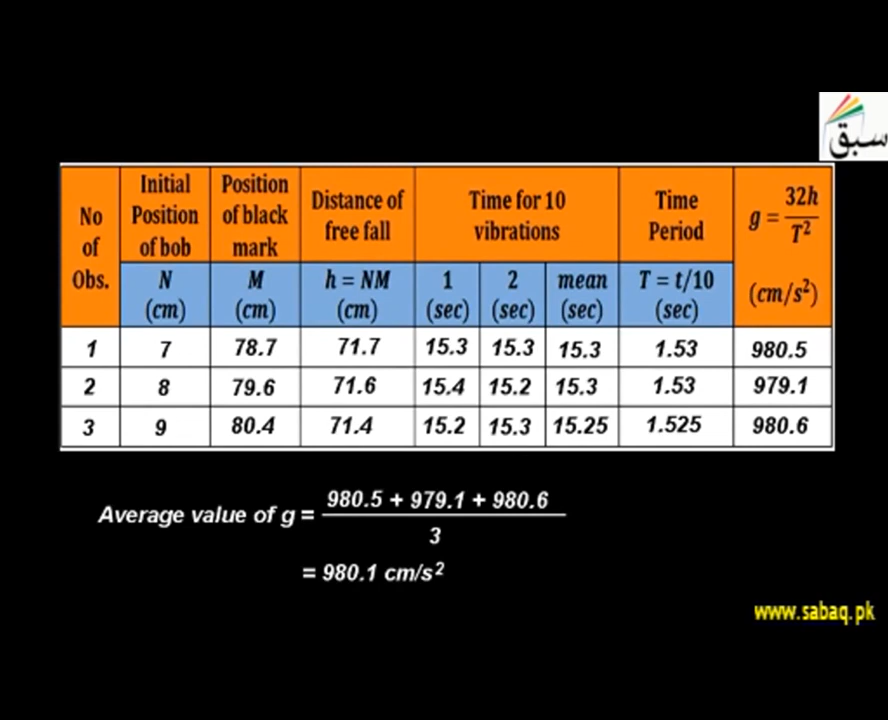 سبق
No of Obs. | Initial Position of bob | Position of black mark | Distance of free fall | Time for 10 vibrations | Time Period | g = 32h/T² (cm/s²)
N (cm) | M (cm) | h = NM (cm) | 1 (sec) | 2 (sec) | mean (sec) | T = t/10 (sec)
1 | 7 | 78.7 | 71.7 | 15.3 | 15.3 | 15.3 | 1.53 | 980.5
2 | 8 | 79.6 | 71.6 | 15.4 | 15.2 | 15.3 | 1.53 | 979.1
3 | 9 | 80.4 | 71.4 | 15.2 | 15.3 | 15.25 | 1.525 | 980.6
Average value of g = (980.5 + 979.1 + 980.6)/3
= 980.1 cm/s²
www.sabaq.pk